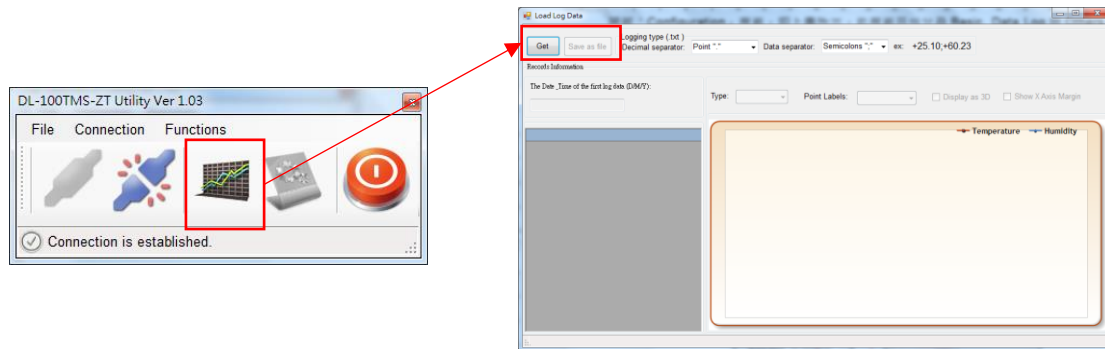 DL-100TMS-ZT Utility Ver 1.03
File Connection Functions
Connection is established.
Load Log Data
Get Save as file
Logging type (.txt )
Decimal separator: Point "." Data separator: Semicolons ";" ex: +25.10;+60.23
Records Information
The Date_Time of the first log data (D/M/Y):
Type: Point Labels: Display as 3D Show X Axis Margin
Temperature Humidity